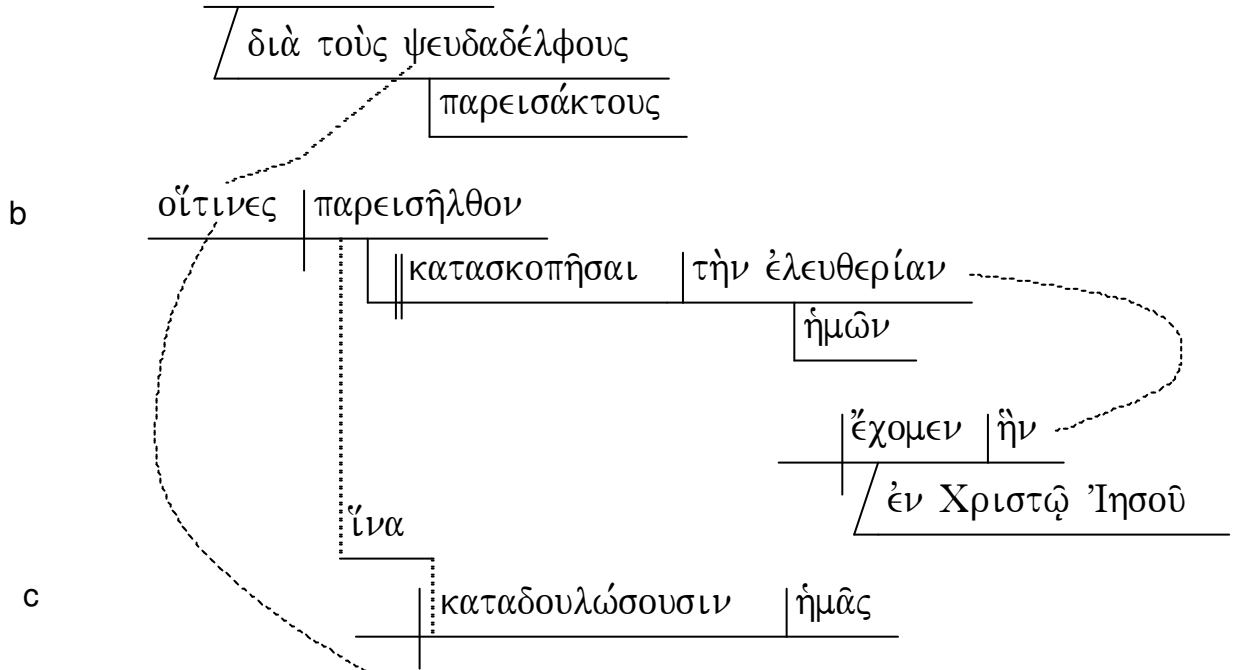 διὰ τοὺς ψευδαδέλφους
παρεισάκτους
b οἵτινες παρεισῆλθον
κατασκοπῆσαι τὴν ἐλευθερίαν
ἡμῶν
ἔχομεν ἣν
ἐν Χριστῷ Ἰησοῦ
ἵνα
c καταδουλώσουσιν ἡμᾶς